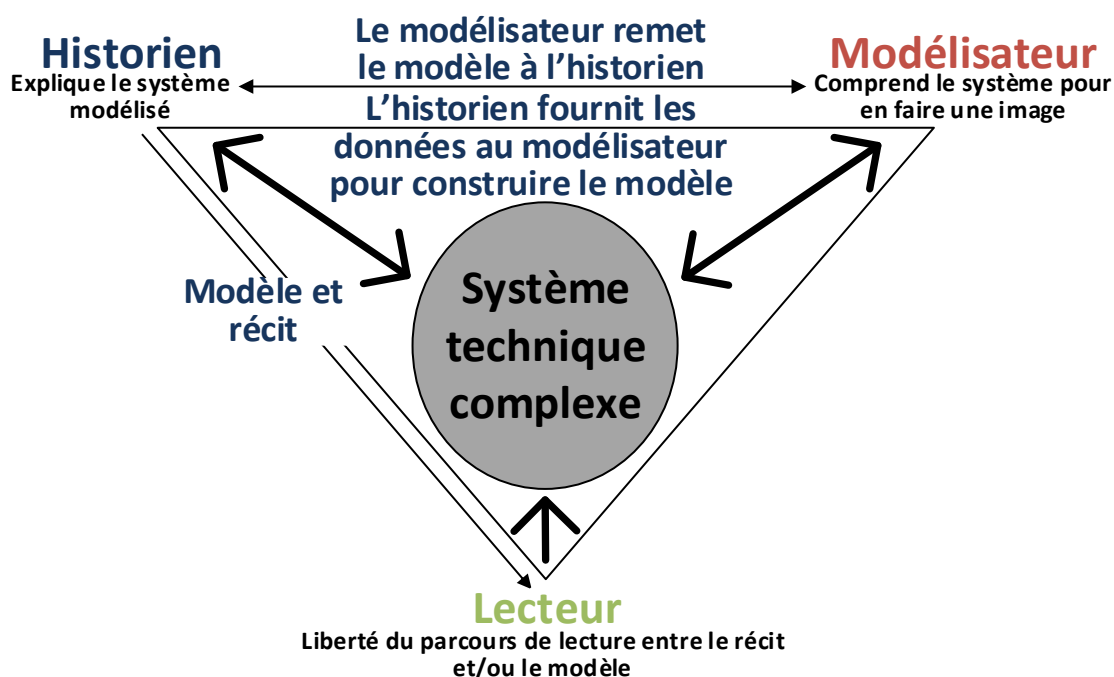 Historien
Explique le système
modélisé
Le modélisateur remet
le modèle à l’historien
L’historien fournit les
données au modélisateur
pour construire le modèle
Modélisateur
Comprend le système pour
en faire une image
Modèle et
récit
Système
technique
complexe
Lecteur
Liberté du parcours de lecture entre le récit
et/ou le modèle